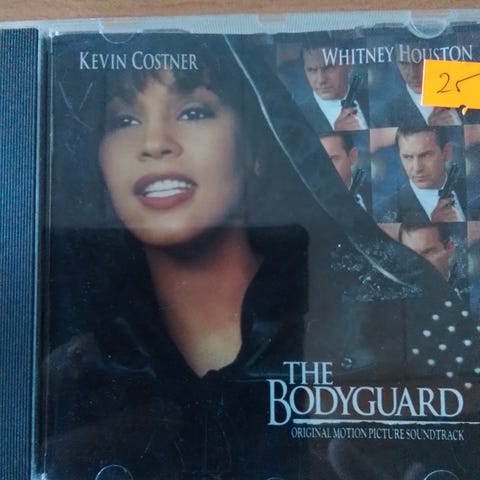 KEVIN COSTNER
WHITNEY HOUSTON
25
THE
BODYGUARD
ORIGINAL MOTION PICTURE SOUNDTRACK